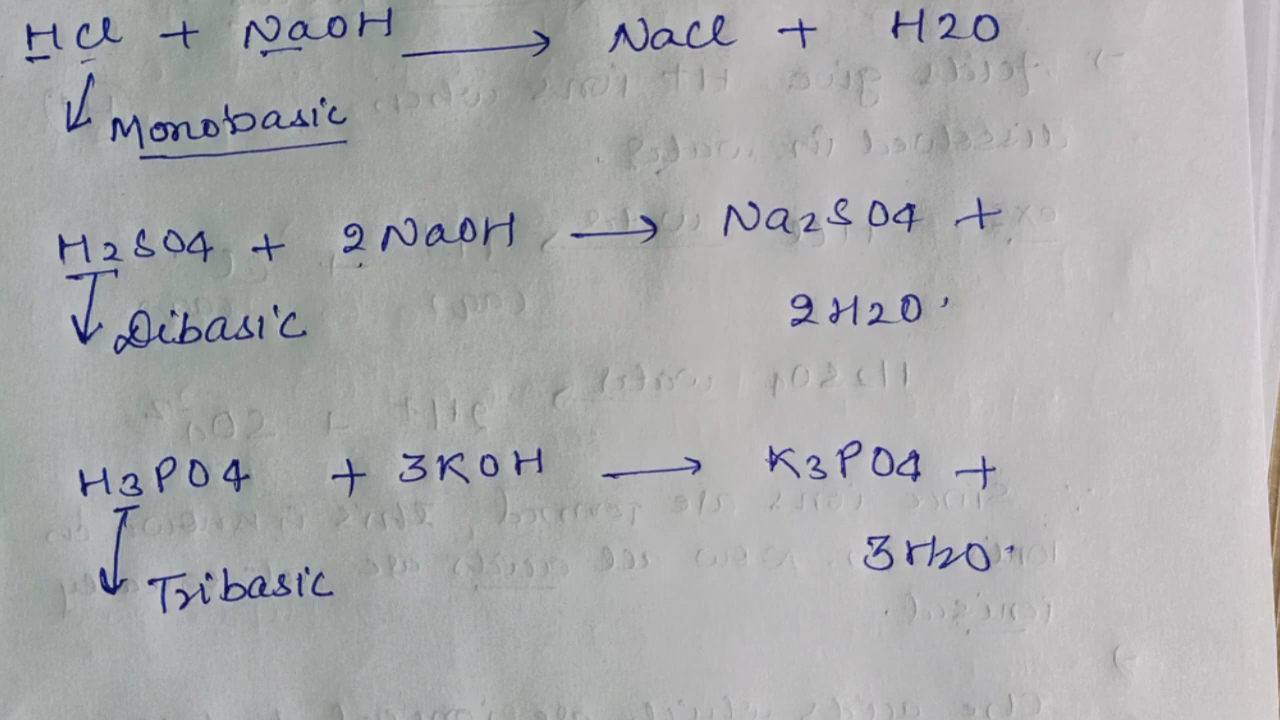 HCl + NaOH → NaCl + H2O
Monobasic
H2SO4 + 2NaOH → Na2SO4 +
2H2O.
Dibasic
H3PO4 + 3KOH → K3PO4 +
3H2O.
Tribasic